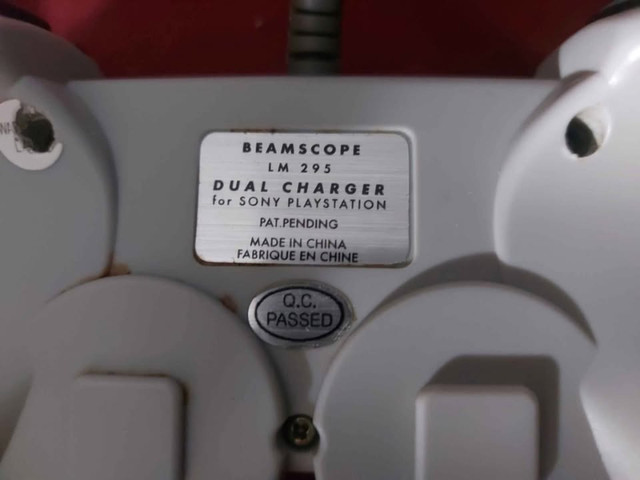 BEAMSCOPE
LM 295
DUAL CHARGER
for SONY PLAYSTATION
PAT.PENDING
MADE IN CHINA
FABRIQUE EN CHINE
Q.C.
PASSED